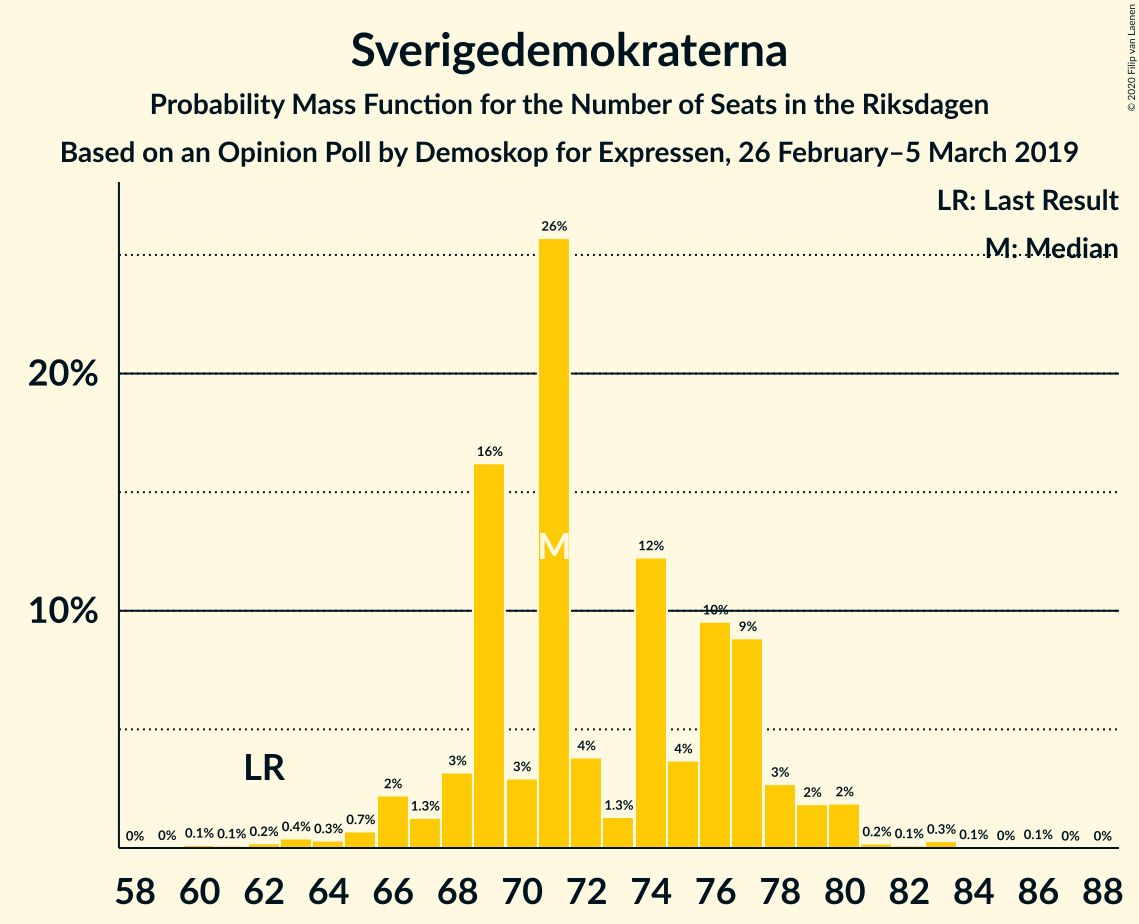 Sverigedemokraterna
Probability Mass Function for the Number of Seats in the Riksdagen
Based on an Opinion Poll by Demoskop for Expressen, 26 February–5 March 2019
© 2020 Filip van Laenen
LR: Last Result
M: Median
20%
10%
0% 0% 0.1% 0.1% 0.2% 0.4% 0.3% 0.7% 2% 1.3% 3% 16% 3% 26% 4% 1.3% 12% 4% 10% 9% 3% 2% 2% 0.2% 0.1% 0.3% 0.1% 0% 0.1% 0% 0%
LR
M
58 60 62 64 66 68 70 72 74 76 78 80 82 84 86 88